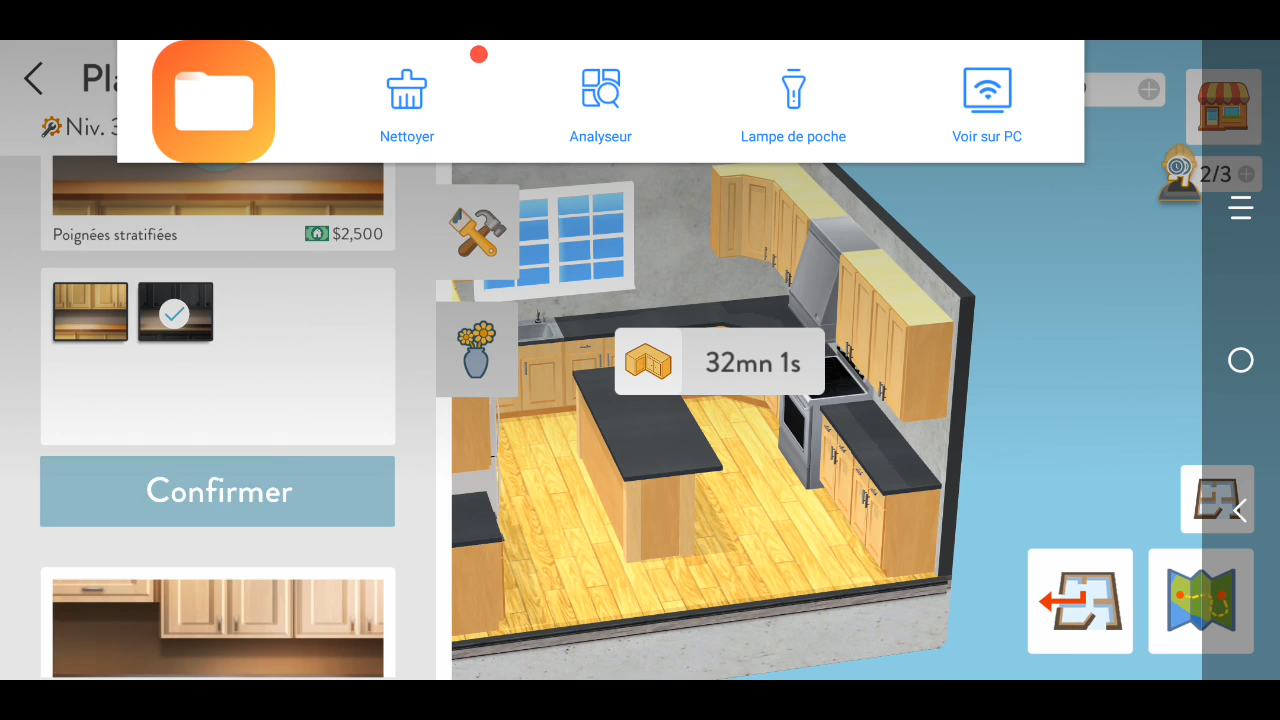 Nettoyer
Analyseur
Lampe de poche
Voir sur PC
Niv. 3
2/3
Poignées stratifiées
$2,500
32mn 1s
Confirmer